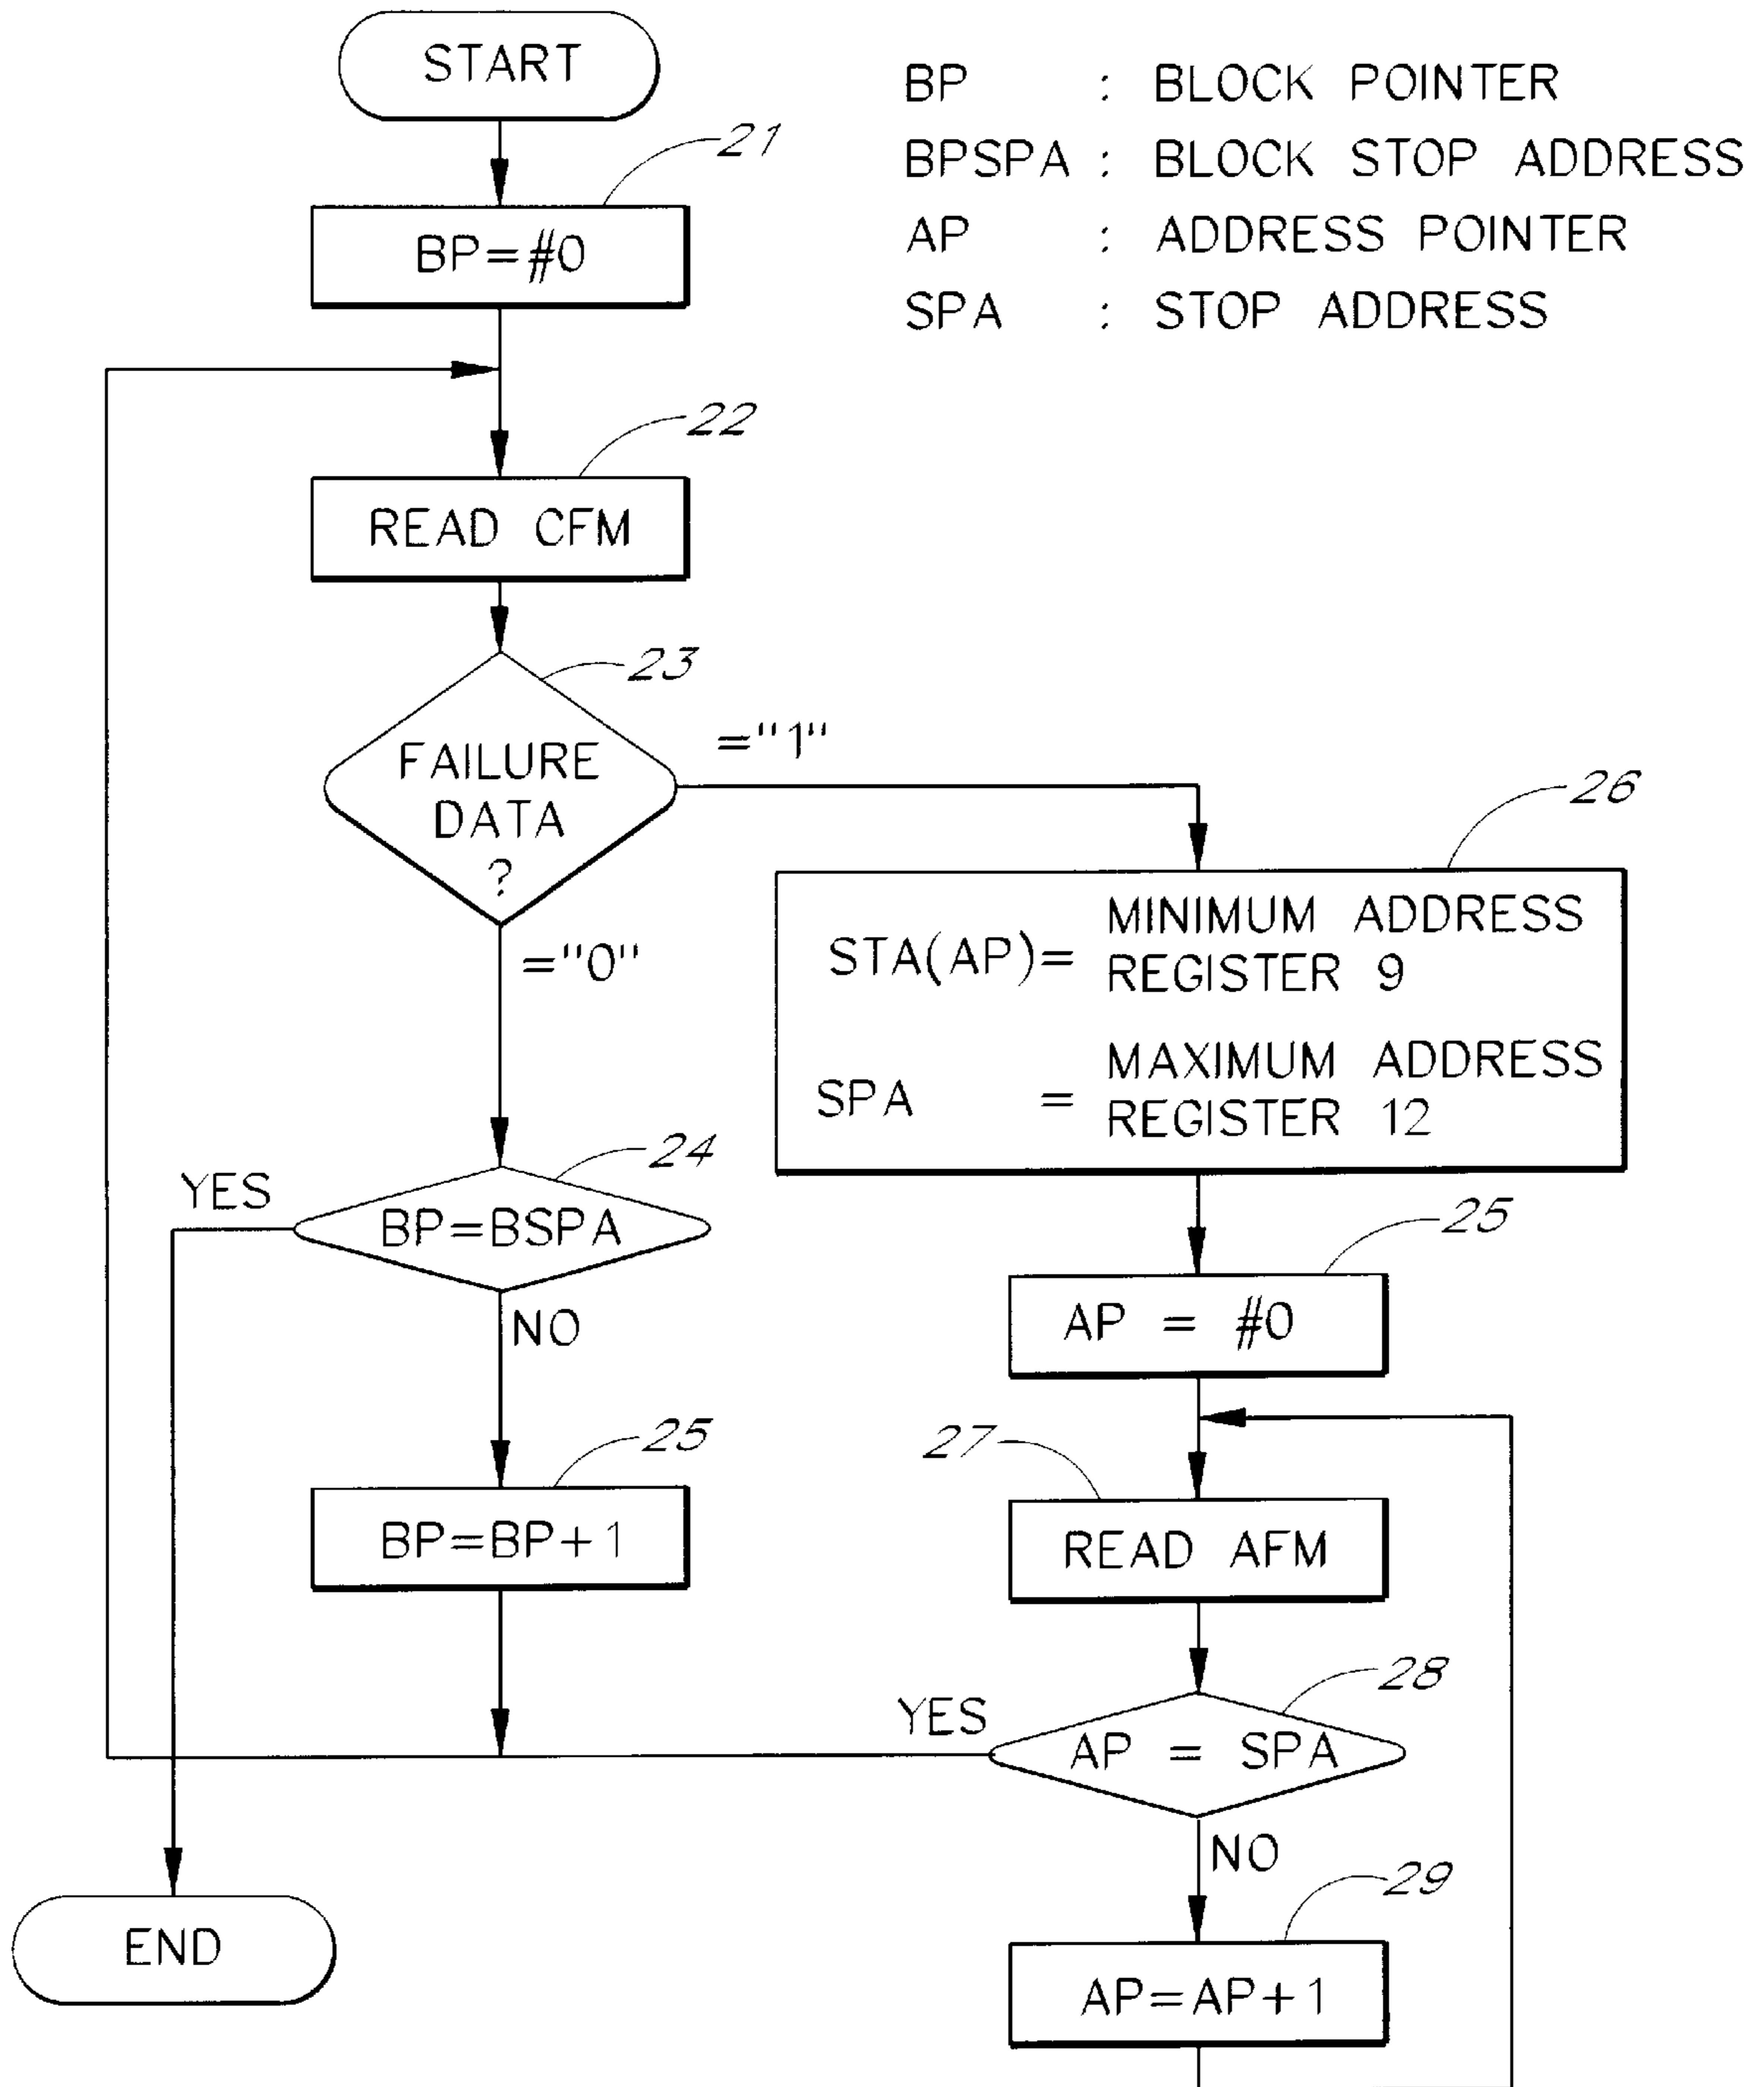 START
BP : BLOCK POINTER
BPSPA : BLOCK STOP ADDRESS
AP : ADDRESS POINTER
SPA : STOP ADDRESS
21
BP=#0
22
READ CFM
23
FAILURE
DATA
?
="1"
="0"
26
STA(AP)= MINIMUM ADDRESS
REGISTER 9
SPA = MAXIMUM ADDRESS
REGISTER 12
24
YES
BP=BSPA
NO
25
AP = #0
25
BP=BP+1
27
READ AFM
28
YES
AP = SPA
NO
29
AP=AP+1
END